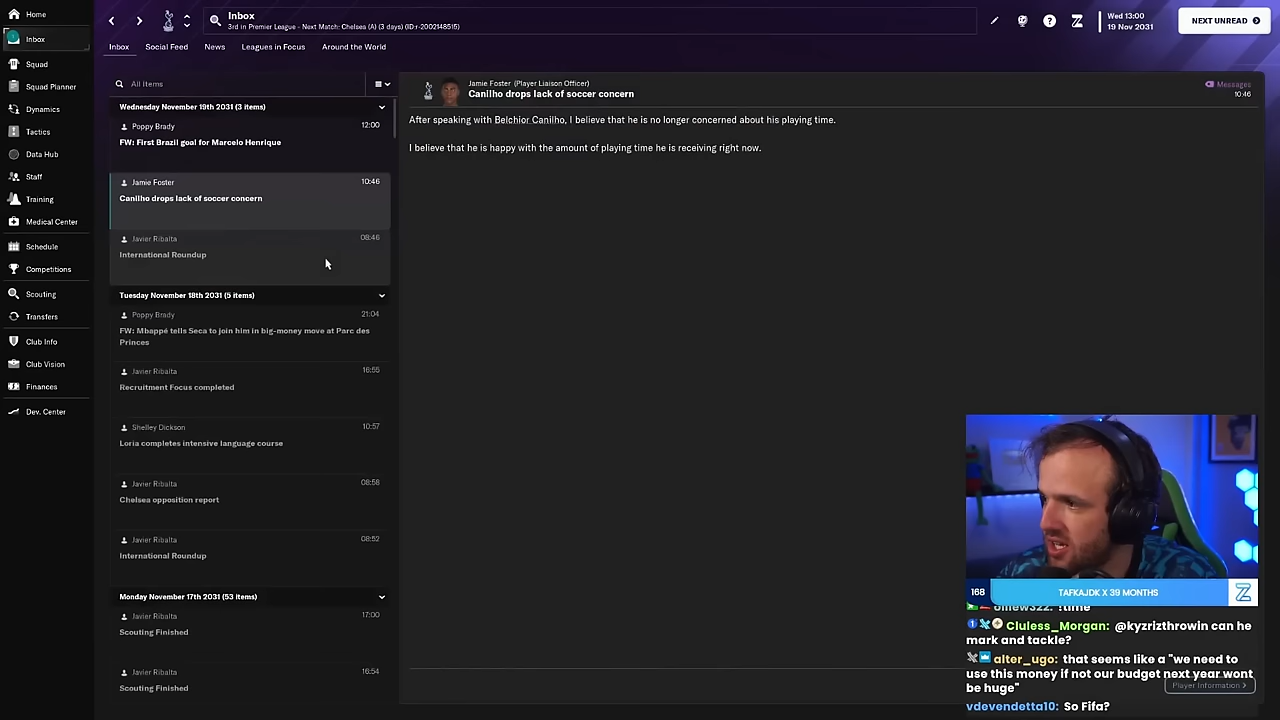 Home
Inbox
Squad
Squad Planner
Dynamics
Tactics
Data Hub
Staff
Training
Medical Center
Schedule
Competitions
Scouting
Transfers
Club Info
Club Vision
Finances
Dev. Center
Inbox
3rd in Premier League - Next Match: Chelsea (A) (3 days) (ID:r-2002148515)
Wed 13:00
19 Nov 2031
NEXT UNREAD
Inbox
Social Feed
News
Leagues in Focus
Around the World
All Items
Wednesday November 19th 2031 (3 items)
Poppy Brady 12:00
FW: First Brazil goal for Marcelo Henrique
Jamie Foster 10:46
Canilho drops lack of soccer concern
Javier Ribalta 08:46
International Roundup
Tuesday November 18th 2031 (5 items)
Poppy Brady 21:04
FW: Mbappé tells Seca to join him in big-money move at Parc des
Princes
Javier Ribalta 16:55
Recruitment Focus completed
Shelley Dickson 10:57
Loria completes intensive language course
Javier Ribalta 08:58
Chelsea opposition report
Javier Ribalta 08:52
International Roundup
Monday November 17th 2031 (53 items)
Javier Ribalta 17:00
Scouting Finished
Javier Ribalta 16:54
Scouting Finished
Jamie Foster (Player Liaison Officer)
Canilho drops lack of soccer concern
Messages
10:46
After speaking with Belchior Canilho, I believe that he is no longer concerned about his playing time.
I believe that he is happy with the amount of playing time he is receiving right now.
168
TAFKAJDK X 39 MONTHS
Z
!time
Cluless_Morgan: @kyzrizthrowin can he
mark and tackle?
alter_ugo: that seems like a "we need to
use this money if not our budget next year wont
be huge"
Player Information >
vdevendetta10: So Fifa?